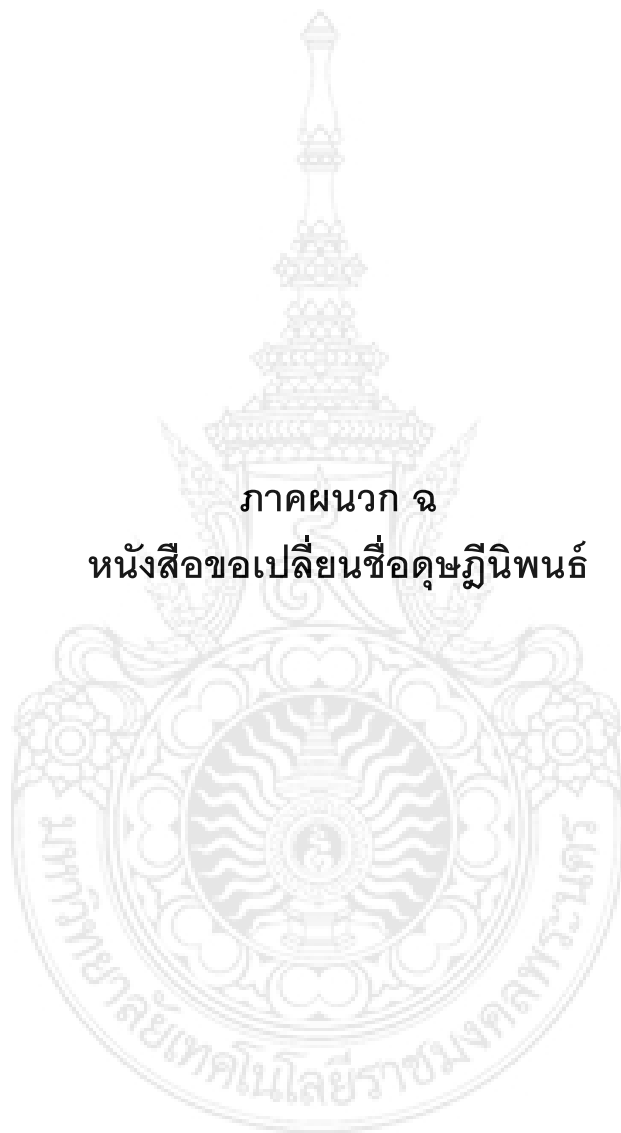 ภาคผนวก ฉ
หนังสือขอเปลี่ยนชื่อดุษฎีนิพนธ์
มหาวิทยาลัยเทคโนโลยีราชมงคลพระนคร